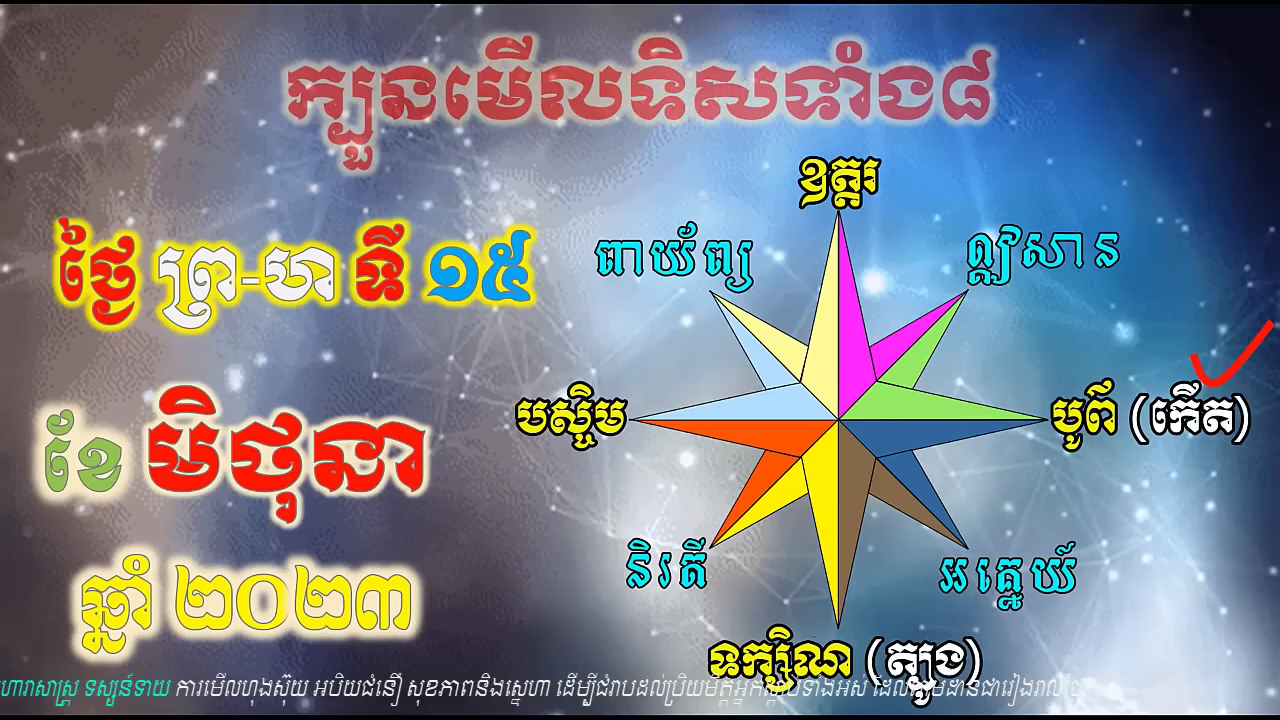 ក្បួនមើលទិសទាំង៨
ឧត្តរ
ពាយ័ព្យ
ឦសាន
ថ្ងៃ ព្រ-ហ ទី ១៥
បស្ចិម
បូព៌ា (កើត)
ខែ មិថុនា
និរតី
អគ្នេយ៍
ឆ្នាំ ២០២៣
ទក្សិណ (ត្បូង)
ហោរាសាស្ត្រ ទស្សន៍ទាយ ការមើលហុងស៊ុយ អបិយជំនឿ សុខភាពនិងស្នេហា ដើម្បីជំរាបដល់ប្រិយមិត្តអ្នកស្តាប់ទាំងអស់